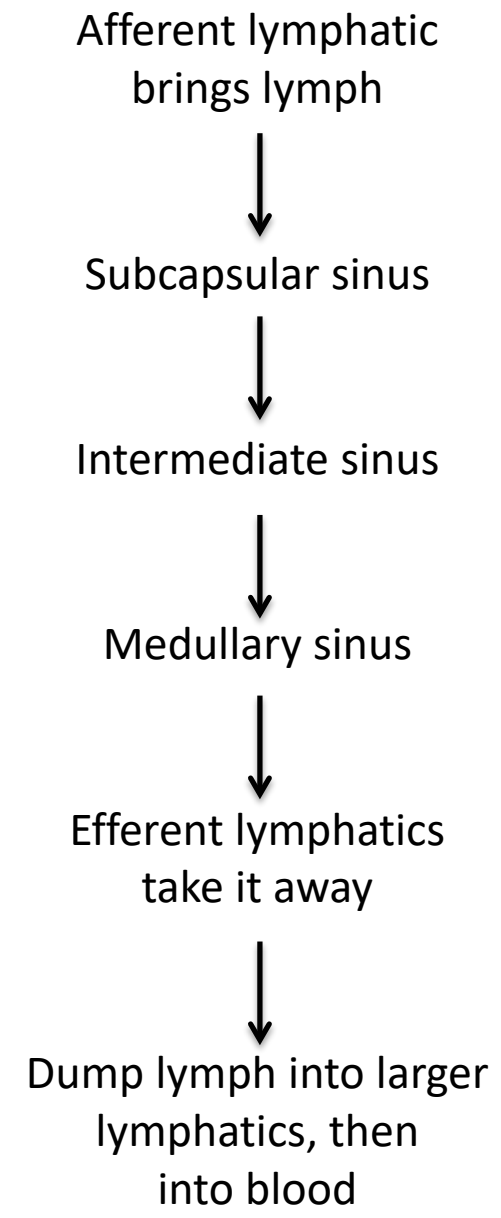 Afferent lymphatic
brings lymph
Subcapsular sinus
Intermediate sinus
Medullary sinus
Efferent lymphatics
take it away
Dump lymph into larger
lymphatics, then
into blood